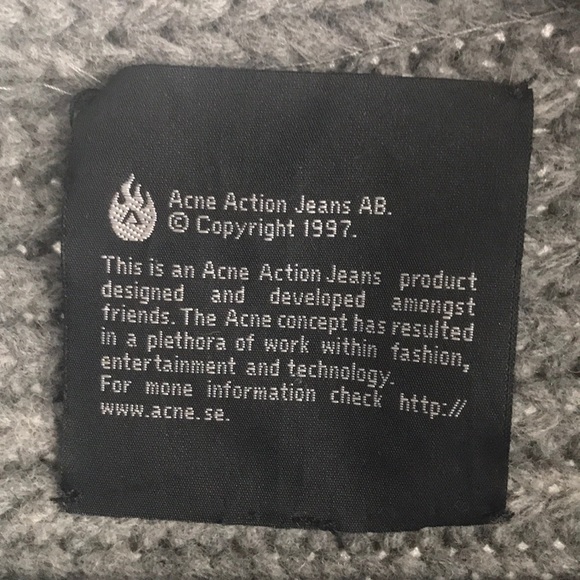 Acne Action Jeans AB.
© Copyright 1997.
This is an Acne Action Jeans product
designed and developed amongst
friends. The Acne concept has resulted
in a plethora of work within fashion,
entertainment and technology.
For mone information check http://
www.acne.se.